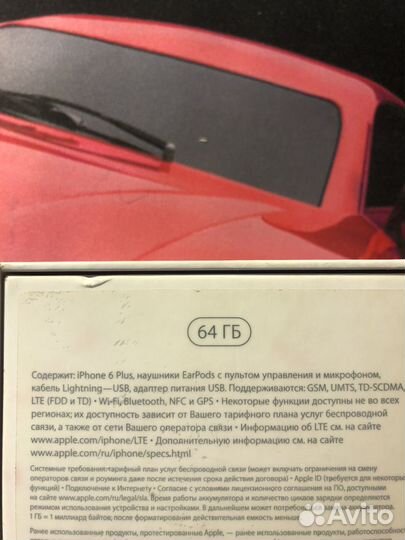 64 ГБ
Содержит: iPhone 6 Plus, наушники EarPods с пультом управления и микрофоном,
кабель Lightning—USB, адаптер питания USB. Поддерживаются: GSM, UMTS, TD-SCDMA,
LTE (FDD и TD) • Wi-Fi, Bluetooth, NFC и GPS • Некоторые функции доступны не во всех
регионах; их доступность зависит от Вашего тарифного плана услуг беспроводной
связи, а также от сети Вашего оператора связи • Информацию об LTE см. на сайте
www.apple.com/iphone/LTE • Дополнительную информацию см. на сайте
www.apple.com/ru/iphone/specs.html
Системные требования: тарифный план услуг беспроводной связи (может включать ограничения на смену
операторов связи и роуминга даже после истечения срока действия договора) • Apple ID (требуется для некоторых
функций) • Подключение к Интернету • Согласие с условиями лицензионного соглашения на ПО, доступными
на сайте www.apple.com/ru/legal/sla. Время работы аккумулятора и количество циклов зарядки определяются
режимом использования устройства и настройками. В дальнейшем может потребоваться
1 ГБ = 1 миллиард байтов; после форматирования действительная емкость меньше.
Ранее использованные продукты, протестированные Apple, — ранее использованные продукты, работоспособность
Avito